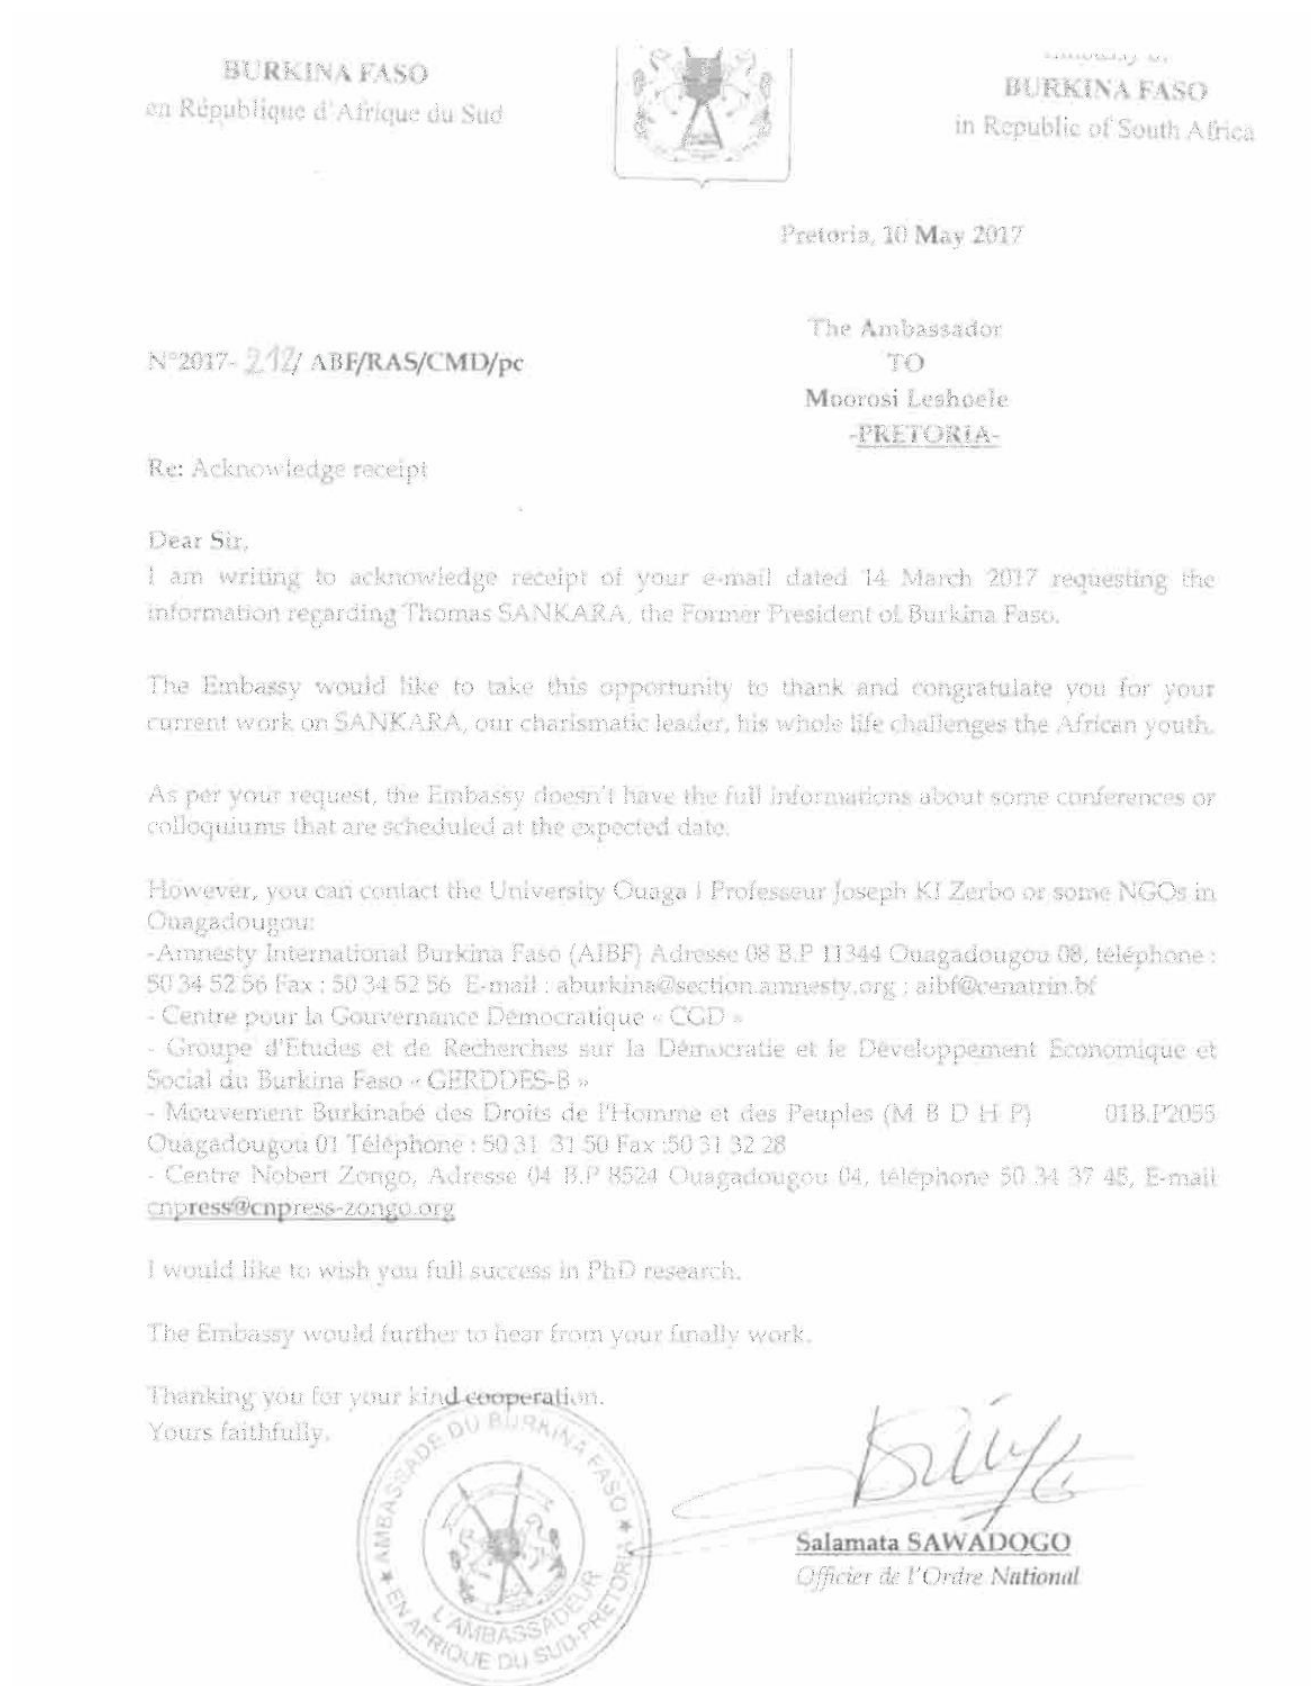 BURKINA FASO
en République d'Afrique du Sud
Embassy of
BURKINA FASO
in Republic of South Africa
Pretoria, 10 May 2017
The Ambassador
TO
Moorosi Leshoele
-PRETORIA-
N°2017- 212/ ABF/RAS/CMD/pc
Re: Acknowledge receipt
Dear Sir,
I am writing to acknowledge receipt of your e-mail dated 14 March 2017 requesting the
information regarding Thomas SANKARA, the Former President of Burkina Faso.
The Embassy would like to take this opportunity to thank and congratulate you for your
current work on SANKARA, our charismatic leader, his whole life challenges the African youth.
As per your request, the Embassy doesn't have the full informations about some conferences or
colloquiums that are scheduled at the expected date.
However, you can contact the University Ouaga I Professeur Joseph KI Zerbo or some NGOs in
Ouagadougou:
-Amnesty International Burkina Faso (AIBF) Adresse 08 B.P 11344 Ouagadougou 08, téléphone :
50 34 52 56 Fax : 50 34 52 56 E-mail : aburkina@section.amnesty.org ; aibf@cenatrin.bf
- Centre pour la Gouvernance Démocratique « CGD »
- Groupe d'Etudes et de Recherches sur la Démocratie et le Développement Economique et
Social du Burkina Faso « GERDDES-B »
- Mouvement Burkinabé des Droits de l'Homme et des Peuples (M B D H P) 01B.P2055
Ouagadougou 01 Téléphone : 50 31 31 50 Fax :50 31 32 28
- Centre Nobert Zongo, Adresse 04 B.P 8524 Ouagadougou 04, téléphone 50 34 37 45, E-mail
cnpress@cnpress-zongo.org
I would like to wish you full success in PhD research.
The Embassy would further to hear from your finally work.
Thanking you for your kind cooperation.
Yours faithfully.
AMBASSADE DU BURKINA FASO
EN AFRIQUE DU SUD-PRETORIA
L'AMBASSADEUR
Salamata SAWADOGO
Officier de l'Ordre National